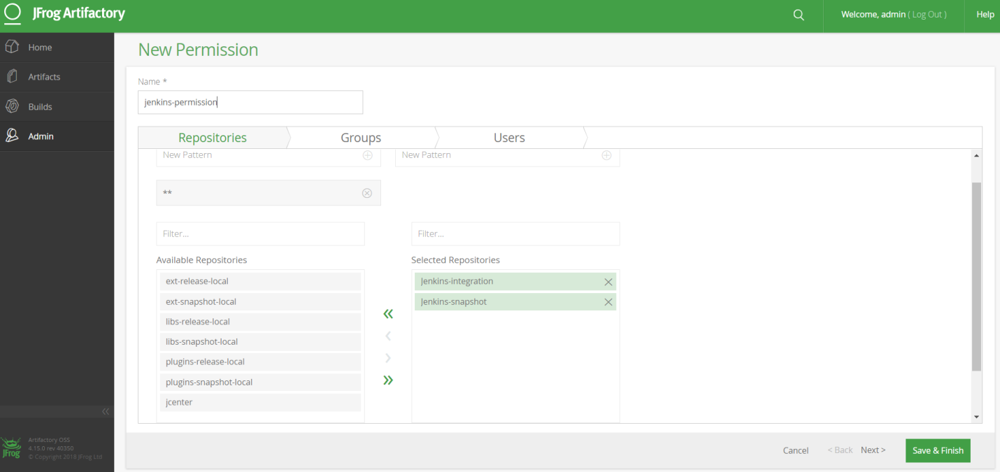 JFrog Artifactory
Welcome, admin ( Log Out )
Help
Home
Artifacts
Builds
Admin
Artifactory OSS
4.15.0 rev 40350
© Copyright 2018 JFrog Ltd
JFrog
New Permission
Name *
jenkins-permission
Repositories
Groups
Users
New Pattern
New Pattern
**
Filter...
Filter...
Available Repositories
Selected Repositories
ext-release-local
ext-snapshot-local
libs-release-local
libs-snapshot-local
plugins-release-local
plugins-snapshot-local
jcenter
Jenkins-integration
Jenkins-snapshot
Cancel
< Back
Next >
Save & Finish